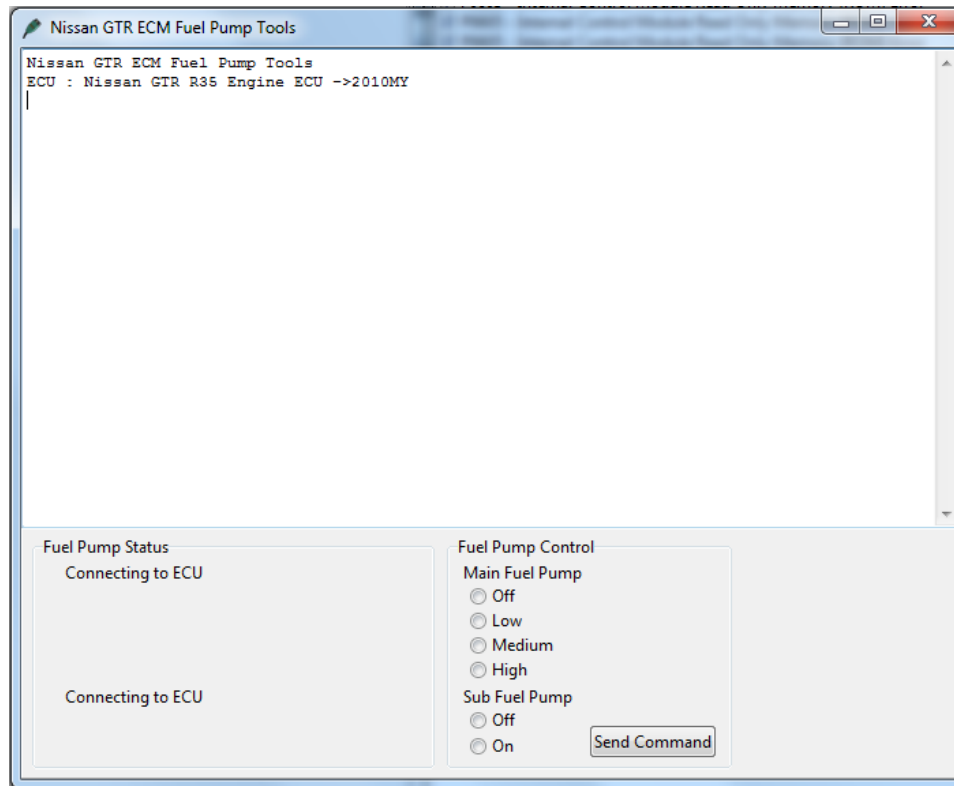 Nissan GTR ECM Fuel Pump Tools
Nissan GTR ECM Fuel Pump Tools
ECU : Nissan GTR R35 Engine ECU ->2010MY
Fuel Pump Status
Connecting to ECU
Connecting to ECU
Fuel Pump Control
Main Fuel Pump
Off
Low
Medium
High
Sub Fuel Pump
Off
On
Send Command